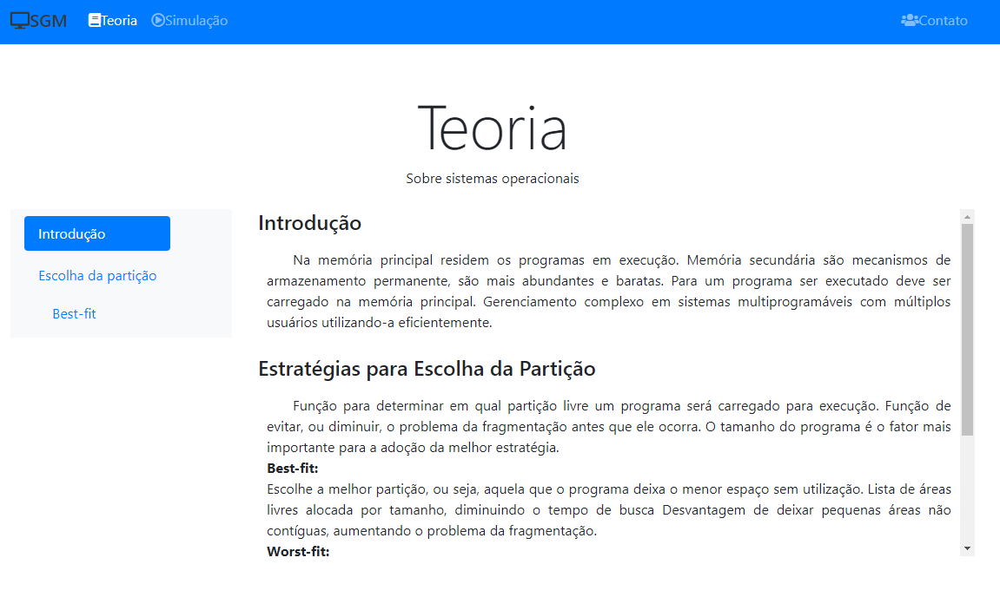 SGM Teoria Simulação Contato
Teoria
Sobre sistemas operacionais
Introdução
Escolha da partição
Best-fit
Introdução
Na memória principal residem os programas em execução. Memória secundária são mecanismos de
armazenamento permanente, são mais abundantes e baratas. Para um programa ser executado deve ser
carregado na memória principal. Gerenciamento complexo em sistemas multiprogramáveis com múltiplos
usuários utilizando-a eficientemente.
Estratégias para Escolha da Partição
Função para determinar em qual partição livre um programa será carregado para execução. Função de
evitar, ou diminuir, o problema da fragmentação antes que ele ocorra. O tamanho do programa é o fator mais
importante para a adoção da melhor estratégia.
Best-fit:
Escolhe a melhor partição, ou seja, aquela que o programa deixa o menor espaço sem utilização. Lista de áreas
livres alocada por tamanho, diminuindo o tempo de busca Desvantagem de deixar pequenas áreas não
contíguas, aumentando o problema da fragmentação.
Worst-fit: